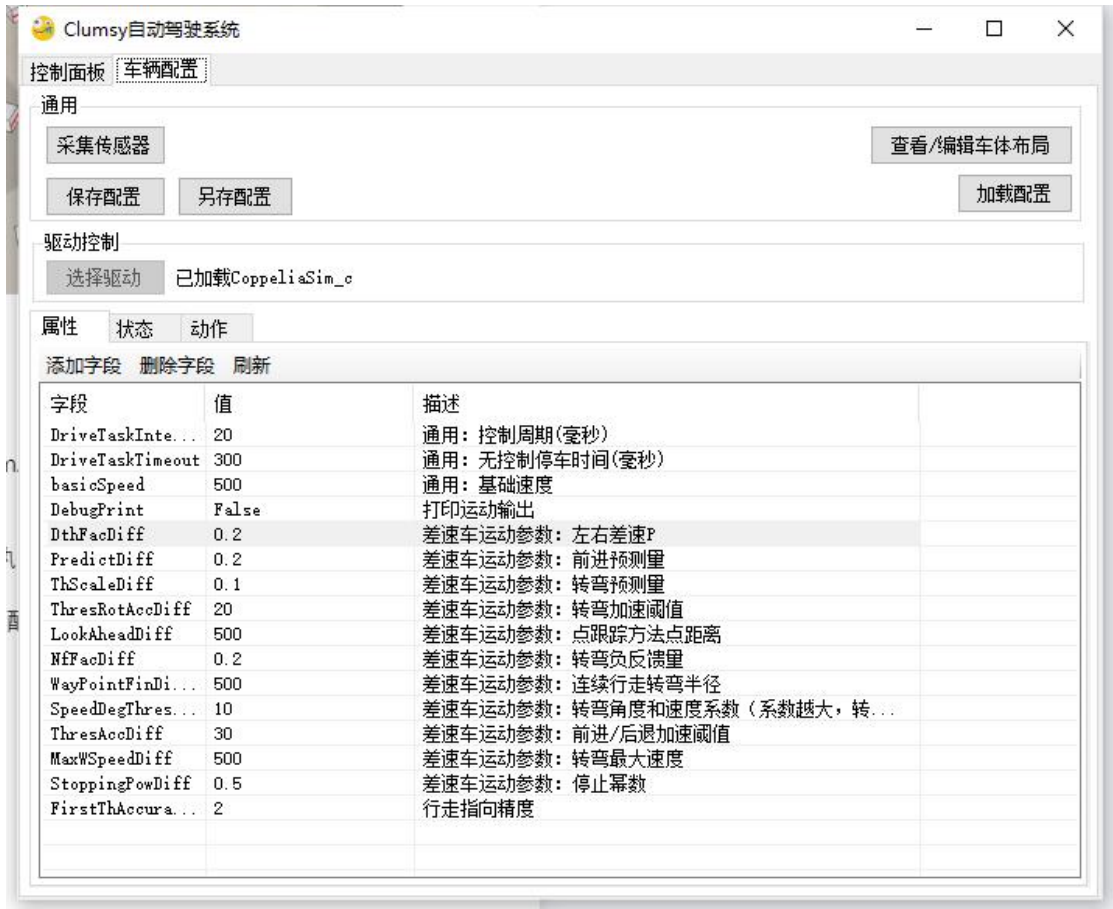 Clumsy自动驾驶系统
控制面板 车辆配置
通用
采集传感器 查看/编辑车体布局
保存配置 另存配置 加载配置
驱动控制
选择驱动 已加载CoppeliaSim_c
属性 状态 动作
添加字段 删除字段 刷新
字段 值 描述
DriveTaskInte... 20 通用: 控制周期(毫秒)
DriveTaskTimeout 300 通用: 无控制停车时间(毫秒)
basicSpeed 500 通用: 基础速度
DebugPrint False 打印运动输出
DthFacDiff 0.2 差速车运动参数: 左右差速P
PredictDiff 0.2 差速车运动参数: 前进预测量
ThScaleDiff 0.1 差速车运动参数: 转弯预测量
ThresRotAccDiff 20 差速车运动参数: 转弯加速阈值
LookAheadDiff 500 差速车运动参数: 点跟踪方法点距离
NfFacDiff 0.2 差速车运动参数: 转弯负反馈量
WayPointFinDi... 500 差速车运动参数: 连续行走转弯半径
SpeedDegThres... 10 差速车运动参数: 转弯角度和速度系数（系数越大，转...
ThresAccDiff 30 差速车运动参数: 前进/后退加速阈值
MaxWSpeedDiff 500 差速车运动参数: 转弯最大速度
StoppingPowDiff 0.5 差速车运动参数: 停止幂数
FirstThAccura... 2 行走指向精度